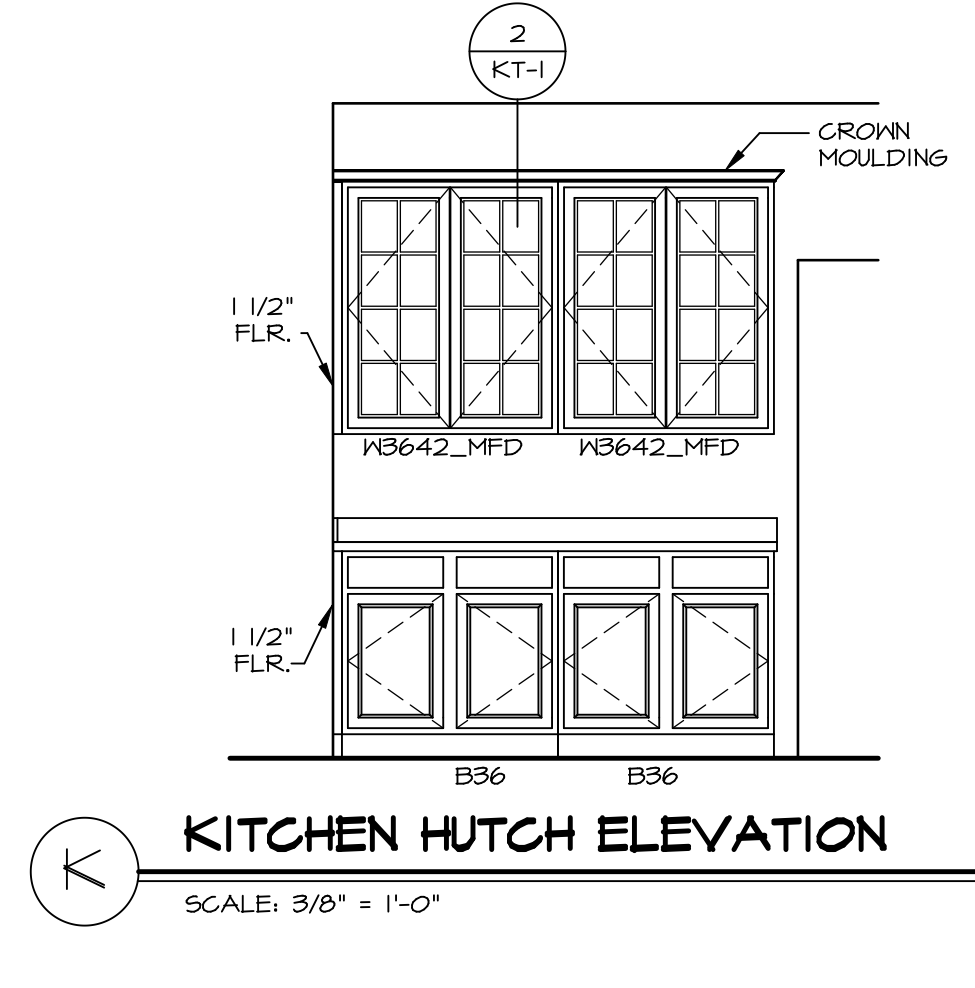 2
KT-1
CROWN
MOULDING
1 1/2"
FLR.
W3642_MFD
W3642_MFD
1 1/2"
FLR.
B36
B36
KITCHEN HUTCH ELEVATION
K
SCALE: 3/8" = 1'-0"